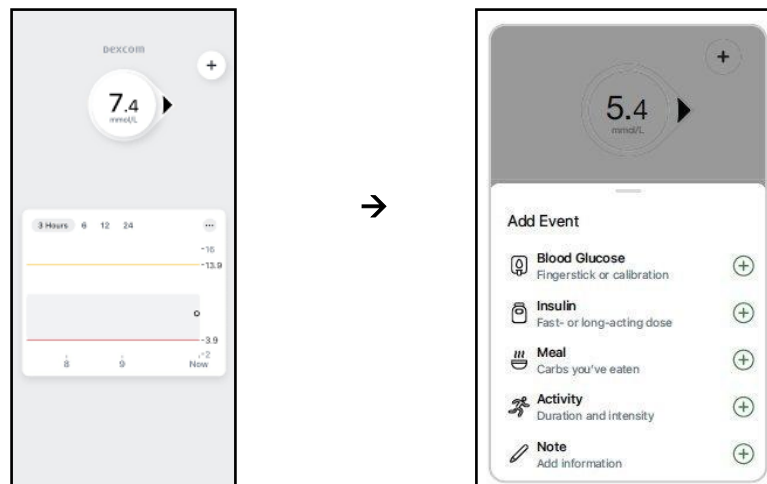 Dexcom
+
7.4
mmol/L
3 Hours 6 12 24 ...
-16
-13.9
-3.9
-2
8 9 Now
→
+
5.4
mmol/L
Add Event
Blood Glucose
Fingerstick or calibration
Insulin
Fast- or long-acting dose
Meal
Carbs you've eaten
Activity
Duration and intensity
Note
Add information